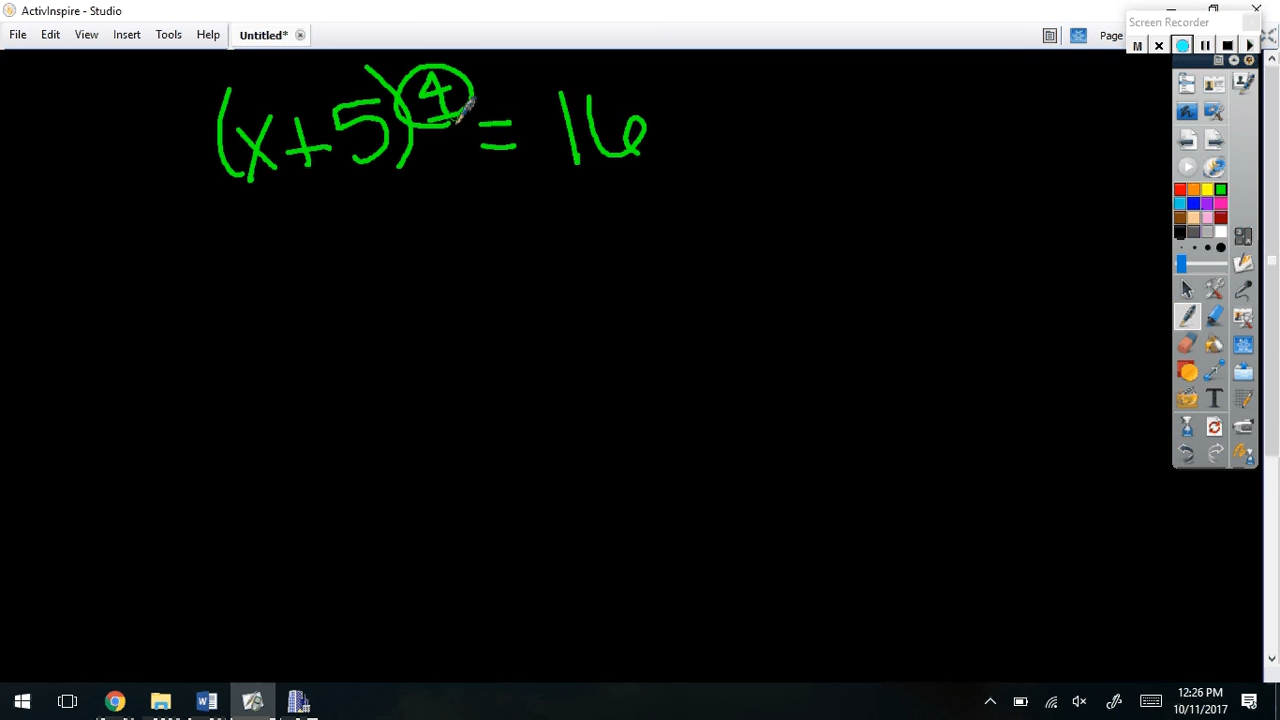 ActivInspire - Studio
Screen Recorder
File Edit View Insert Tools Help Untitled* Page
M
(x+5)^4 = 16
T
12:26 PM
10/11/2017